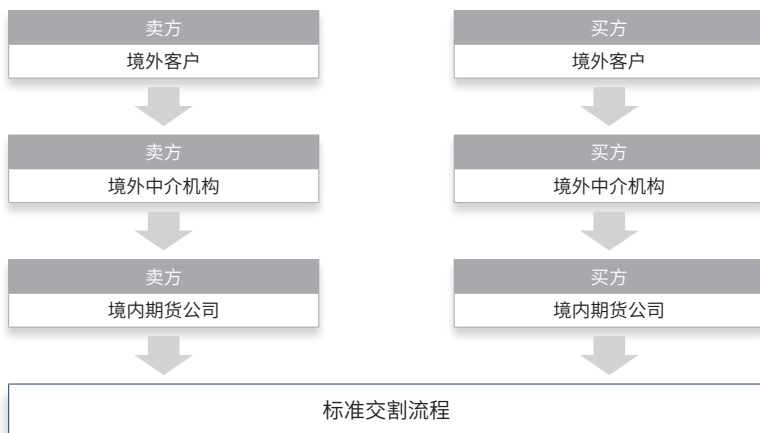 卖方
境外客户
买方
境外客户
卖方
境外中介机构
买方
境外中介机构
卖方
境内期货公司
买方
境内期货公司
标准交割流程